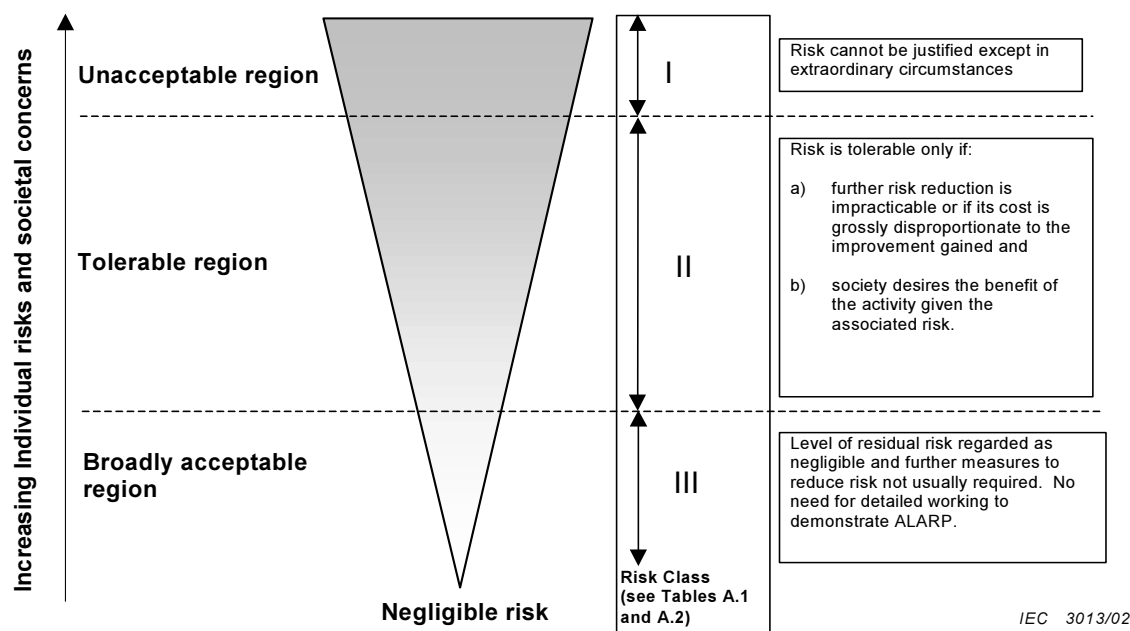 Increasing Individual risks and societal concerns
Unacceptable region
I
Risk cannot be justified except in
extraordinary circumstances
Tolerable region
II
Risk is tolerable only if:
a) further risk reduction is
impracticable or if its cost is
grossly disproportionate to the
improvement gained and
b) society desires the benefit of
the activity given the
associated risk.
Broadly acceptable
region
III
Level of residual risk regarded as
negligible and further measures to
reduce risk not usually required. No
need for detailed working to
demonstrate ALARP.
Negligible risk
Risk Class
(see Tables A.1
and A.2)
IEC 3013/02